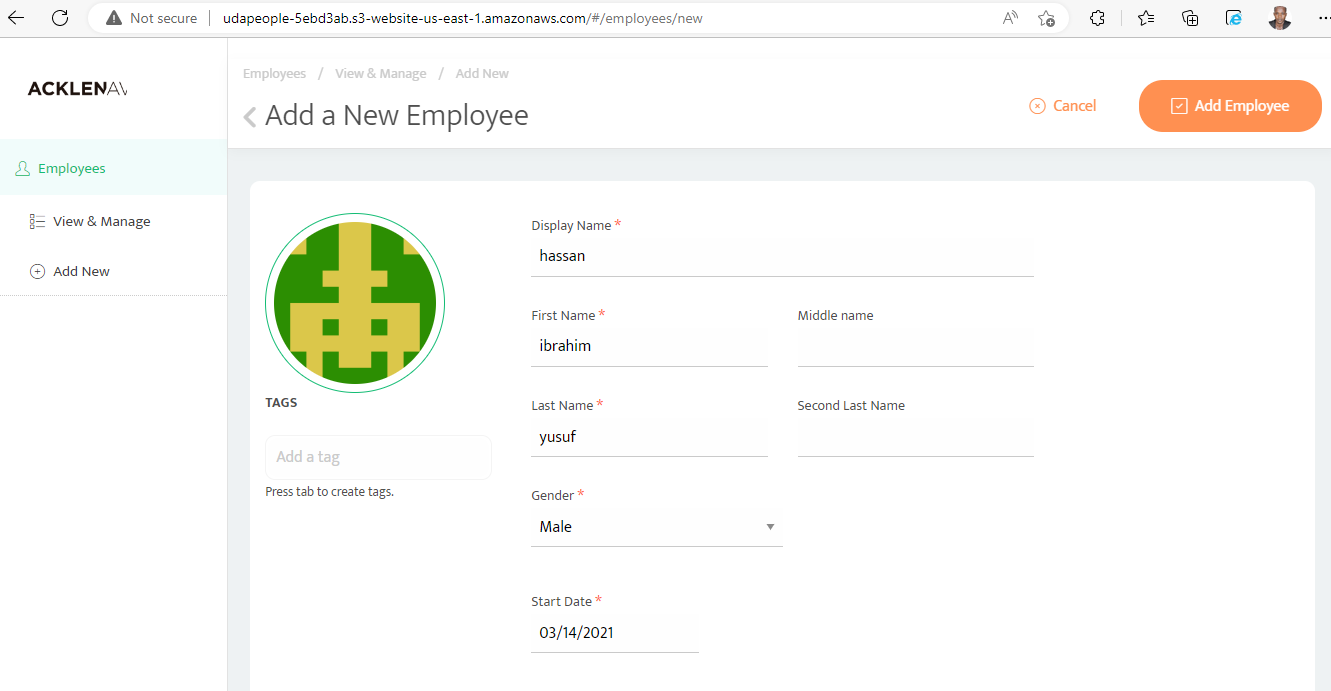 Not secure udapeople-5ebd3ab.s3-website-us-east-1.amazonaws.com/#/employees/new
ACKLENAV
Employees / View & Manage / Add New
Add a New Employee
Cancel
Add Employee
Employees
View & Manage
Add New
TAGS
Add a tag
Press tab to create tags.
Display Name *
hassan
First Name *
ibrahim
Middle name
Last Name *
yusuf
Second Last Name
Gender *
Male
Start Date *
03/14/2021